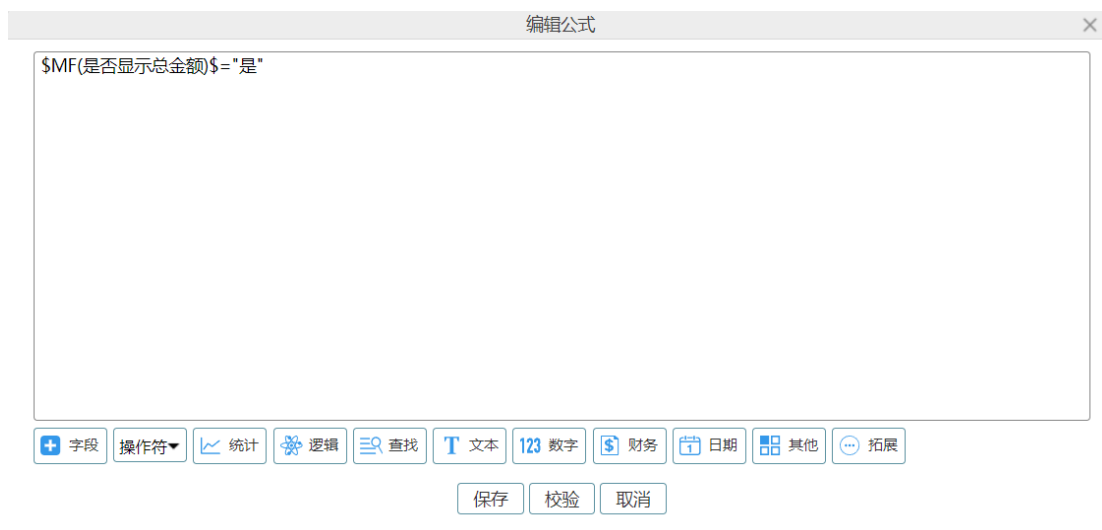 编辑公式
$MF(是否显示总金额)$="是"
字段 操作符 统计 逻辑 查找 T 文本 123 数字 $ 财务 1 日期 其他 拓展
保存 校验 取消